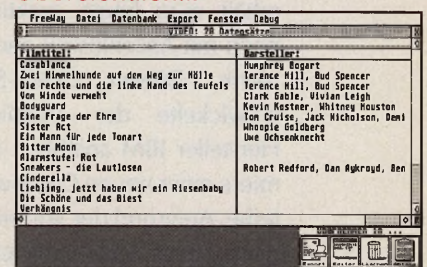 FreeWay Datei Datenbank Export Fenster Debug
VIDEO: 20 Datensätze
Filmtitel: Darsteller:
Casablanca Humphrey Bogart
Zwei Himmelhunde auf dem Weg zur Hölle Terence Hill, Bud Spencer
Die rechte und die linke Hand des Teufels Terence Hill, Bud Spencer
Vom Winde verweht Clark Gable, Vivian Leigh
Bodyguard Kevin Kostner, Whitney Houston
Eine Frage der Ehre Tom Cruise, Jack Nicholson, Demi
Sister Act Whoopie Goldberg
Ein Mann für jede Tonart Uwe Ochsenknecht
Bitter Moon
Alarmstufe: Rot
Sneakers - die Lautlosen Robert Redford, Dan Aykroyd, Ben
Cinderella
Liebling, jetzt haben wir ein Riesenbaby
Die Schöne und das Biest
Verhängnis